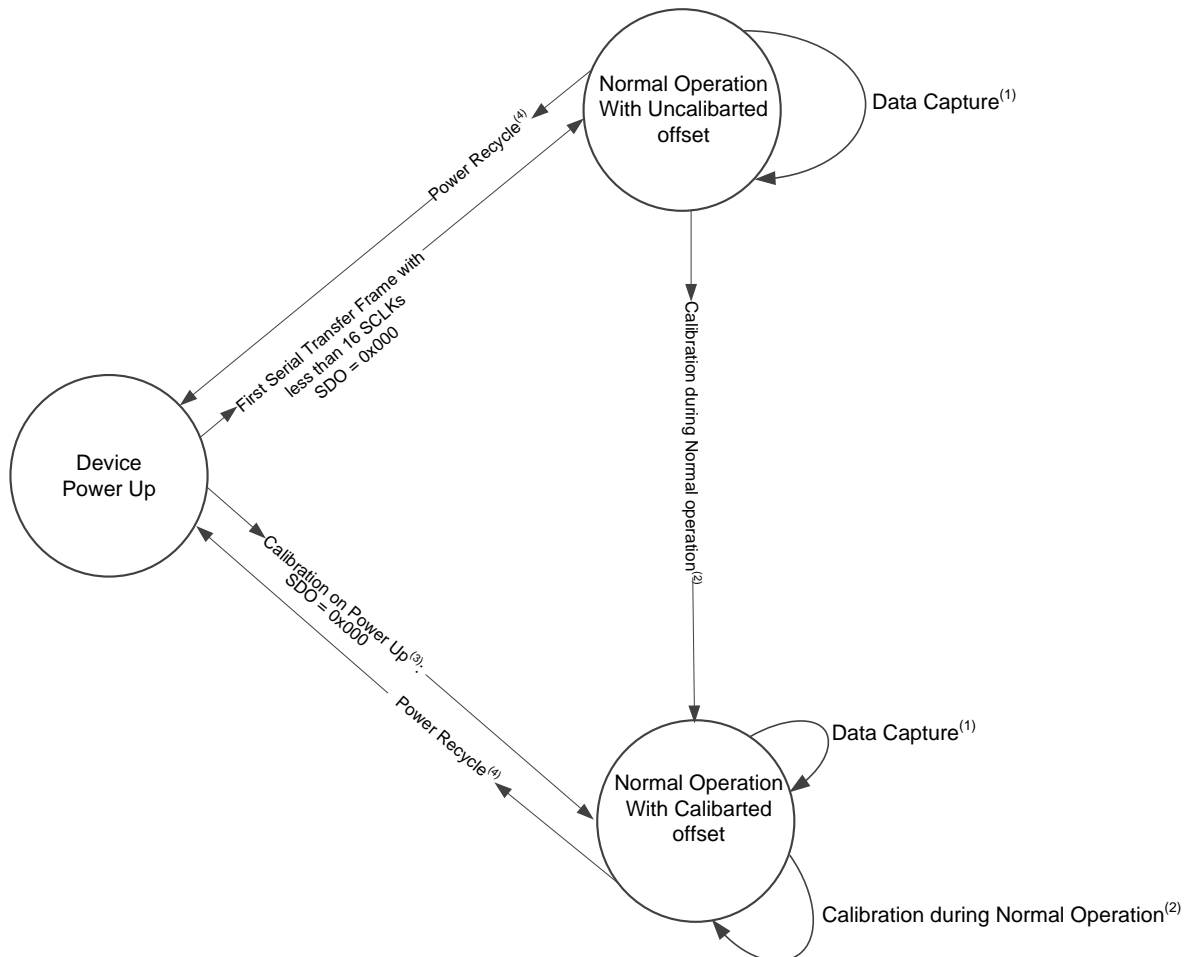 Normal Operation
With Uncalibarted
offset
Data Capture(1)
Power Recycle(4)
First Serial Transfer Frame with
less than 16 SCLKs
SDO = 0x000
Calibration during Normal operation(2)
Device
Power Up
Calibration on Power Up(3):
SDO = 0x000
Power Recycle(4)
Normal Operation
With Calibarted
offset
Data Capture(1)
Calibration during Normal Operation(2)